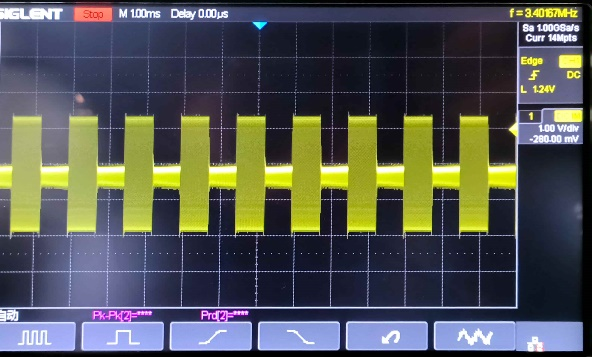 SIGLENT Stop M 1.00ms Delay 0.00μs f = 3.40167MHz
Sa 1.00GSa/s
Curr 14Mpts
Edge
DC
L 1.24V
1
1.00 V/div
-280.00 mV
自动 Pk-Pk[2]=**** Prd[2]=****